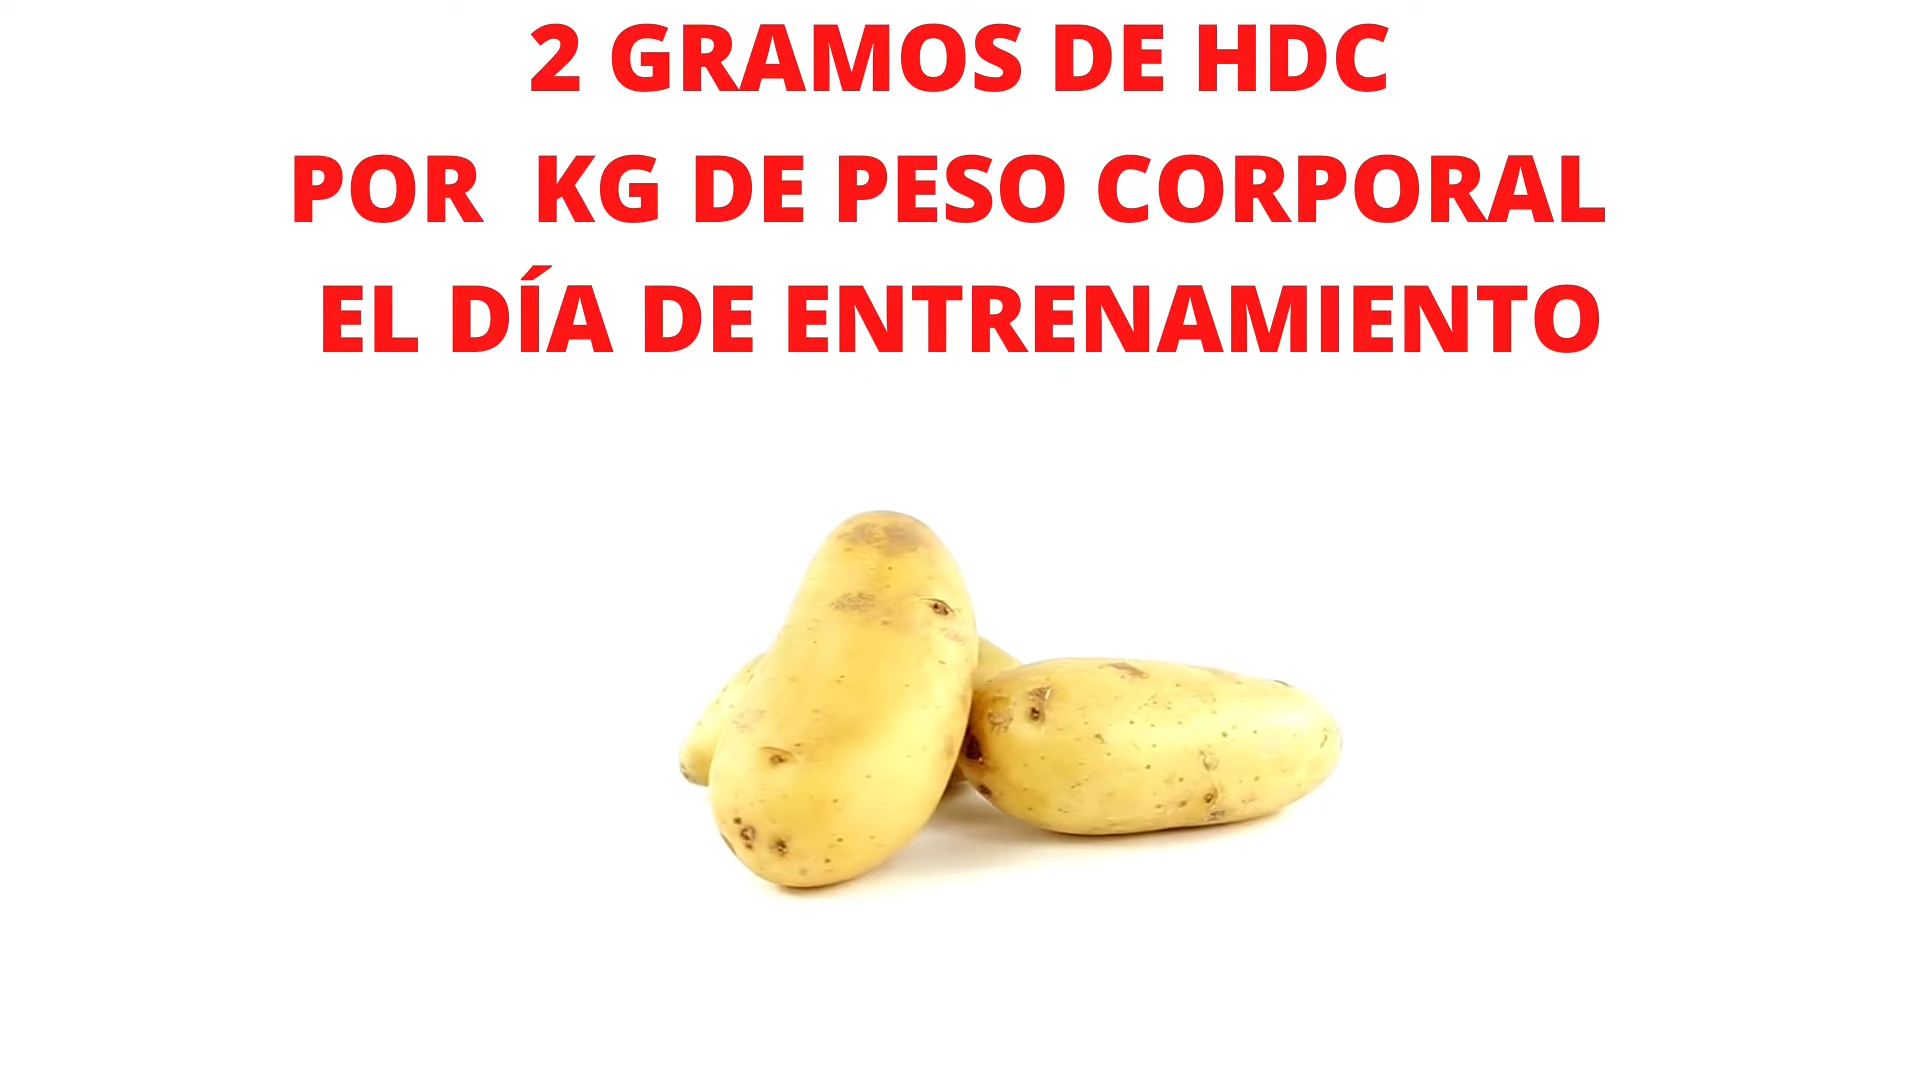 2 GRAMOS DE HDC
POR KG DE PESO CORPORAL
EL DÍA DE ENTRENAMIENTO